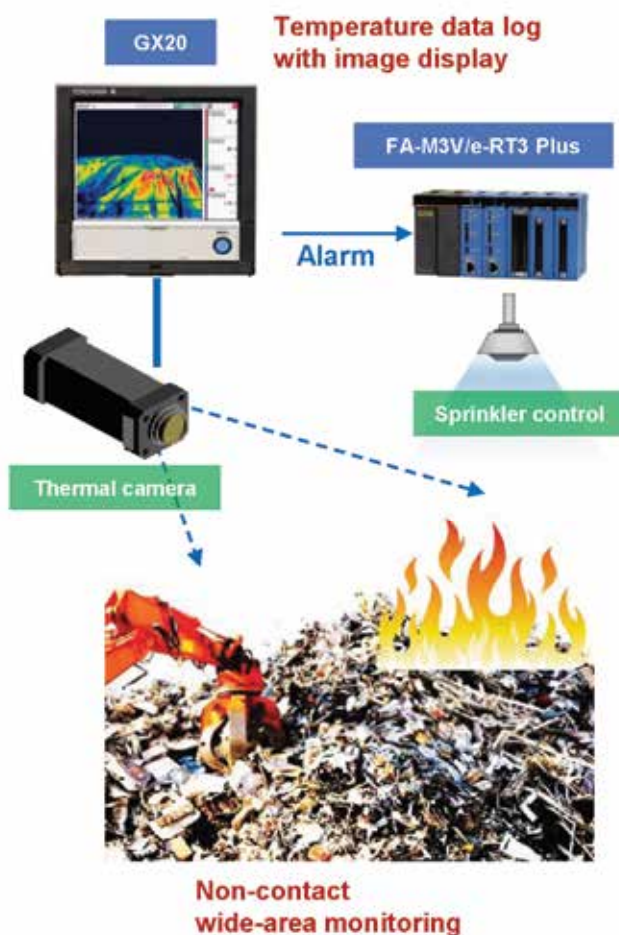 GX20
Temperature data log
with image display
YOKOGAWA
FA-M3V/e-RT3 Plus
Alarm
Sprinkler control
Thermal camera
Non-contact
wide-area monitoring